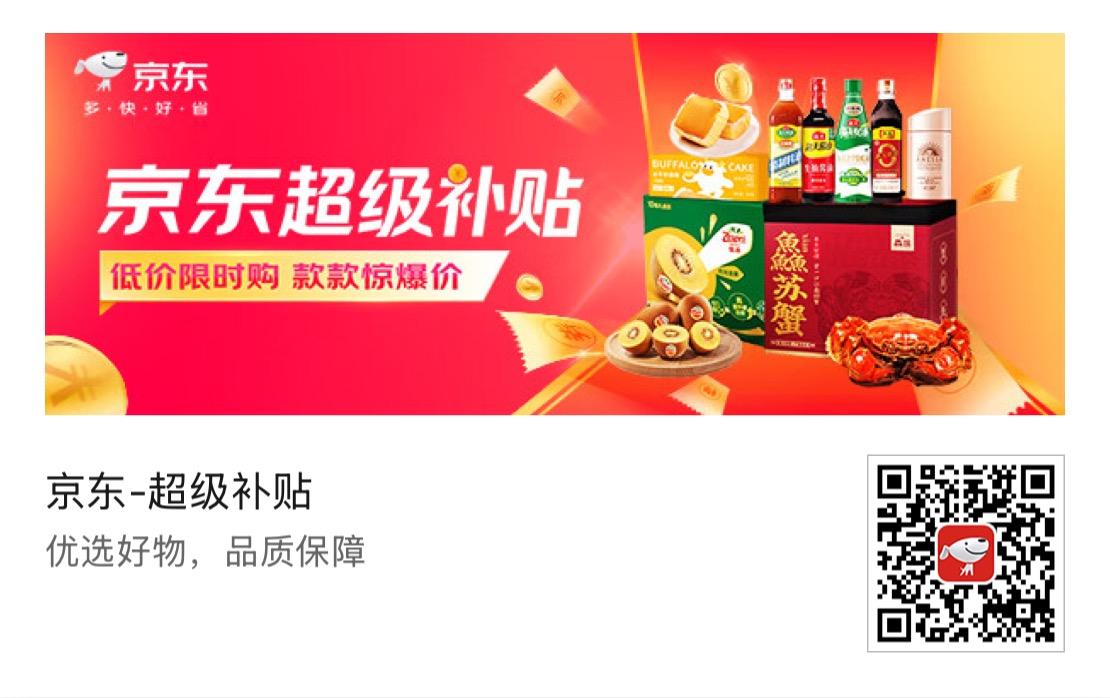 京东
多·快·好·省
京东超级补贴
低价限时购 款款惊爆价
BUFFALO
CAKE
苏蟹
京东-超级补贴
优选好物，品质保障